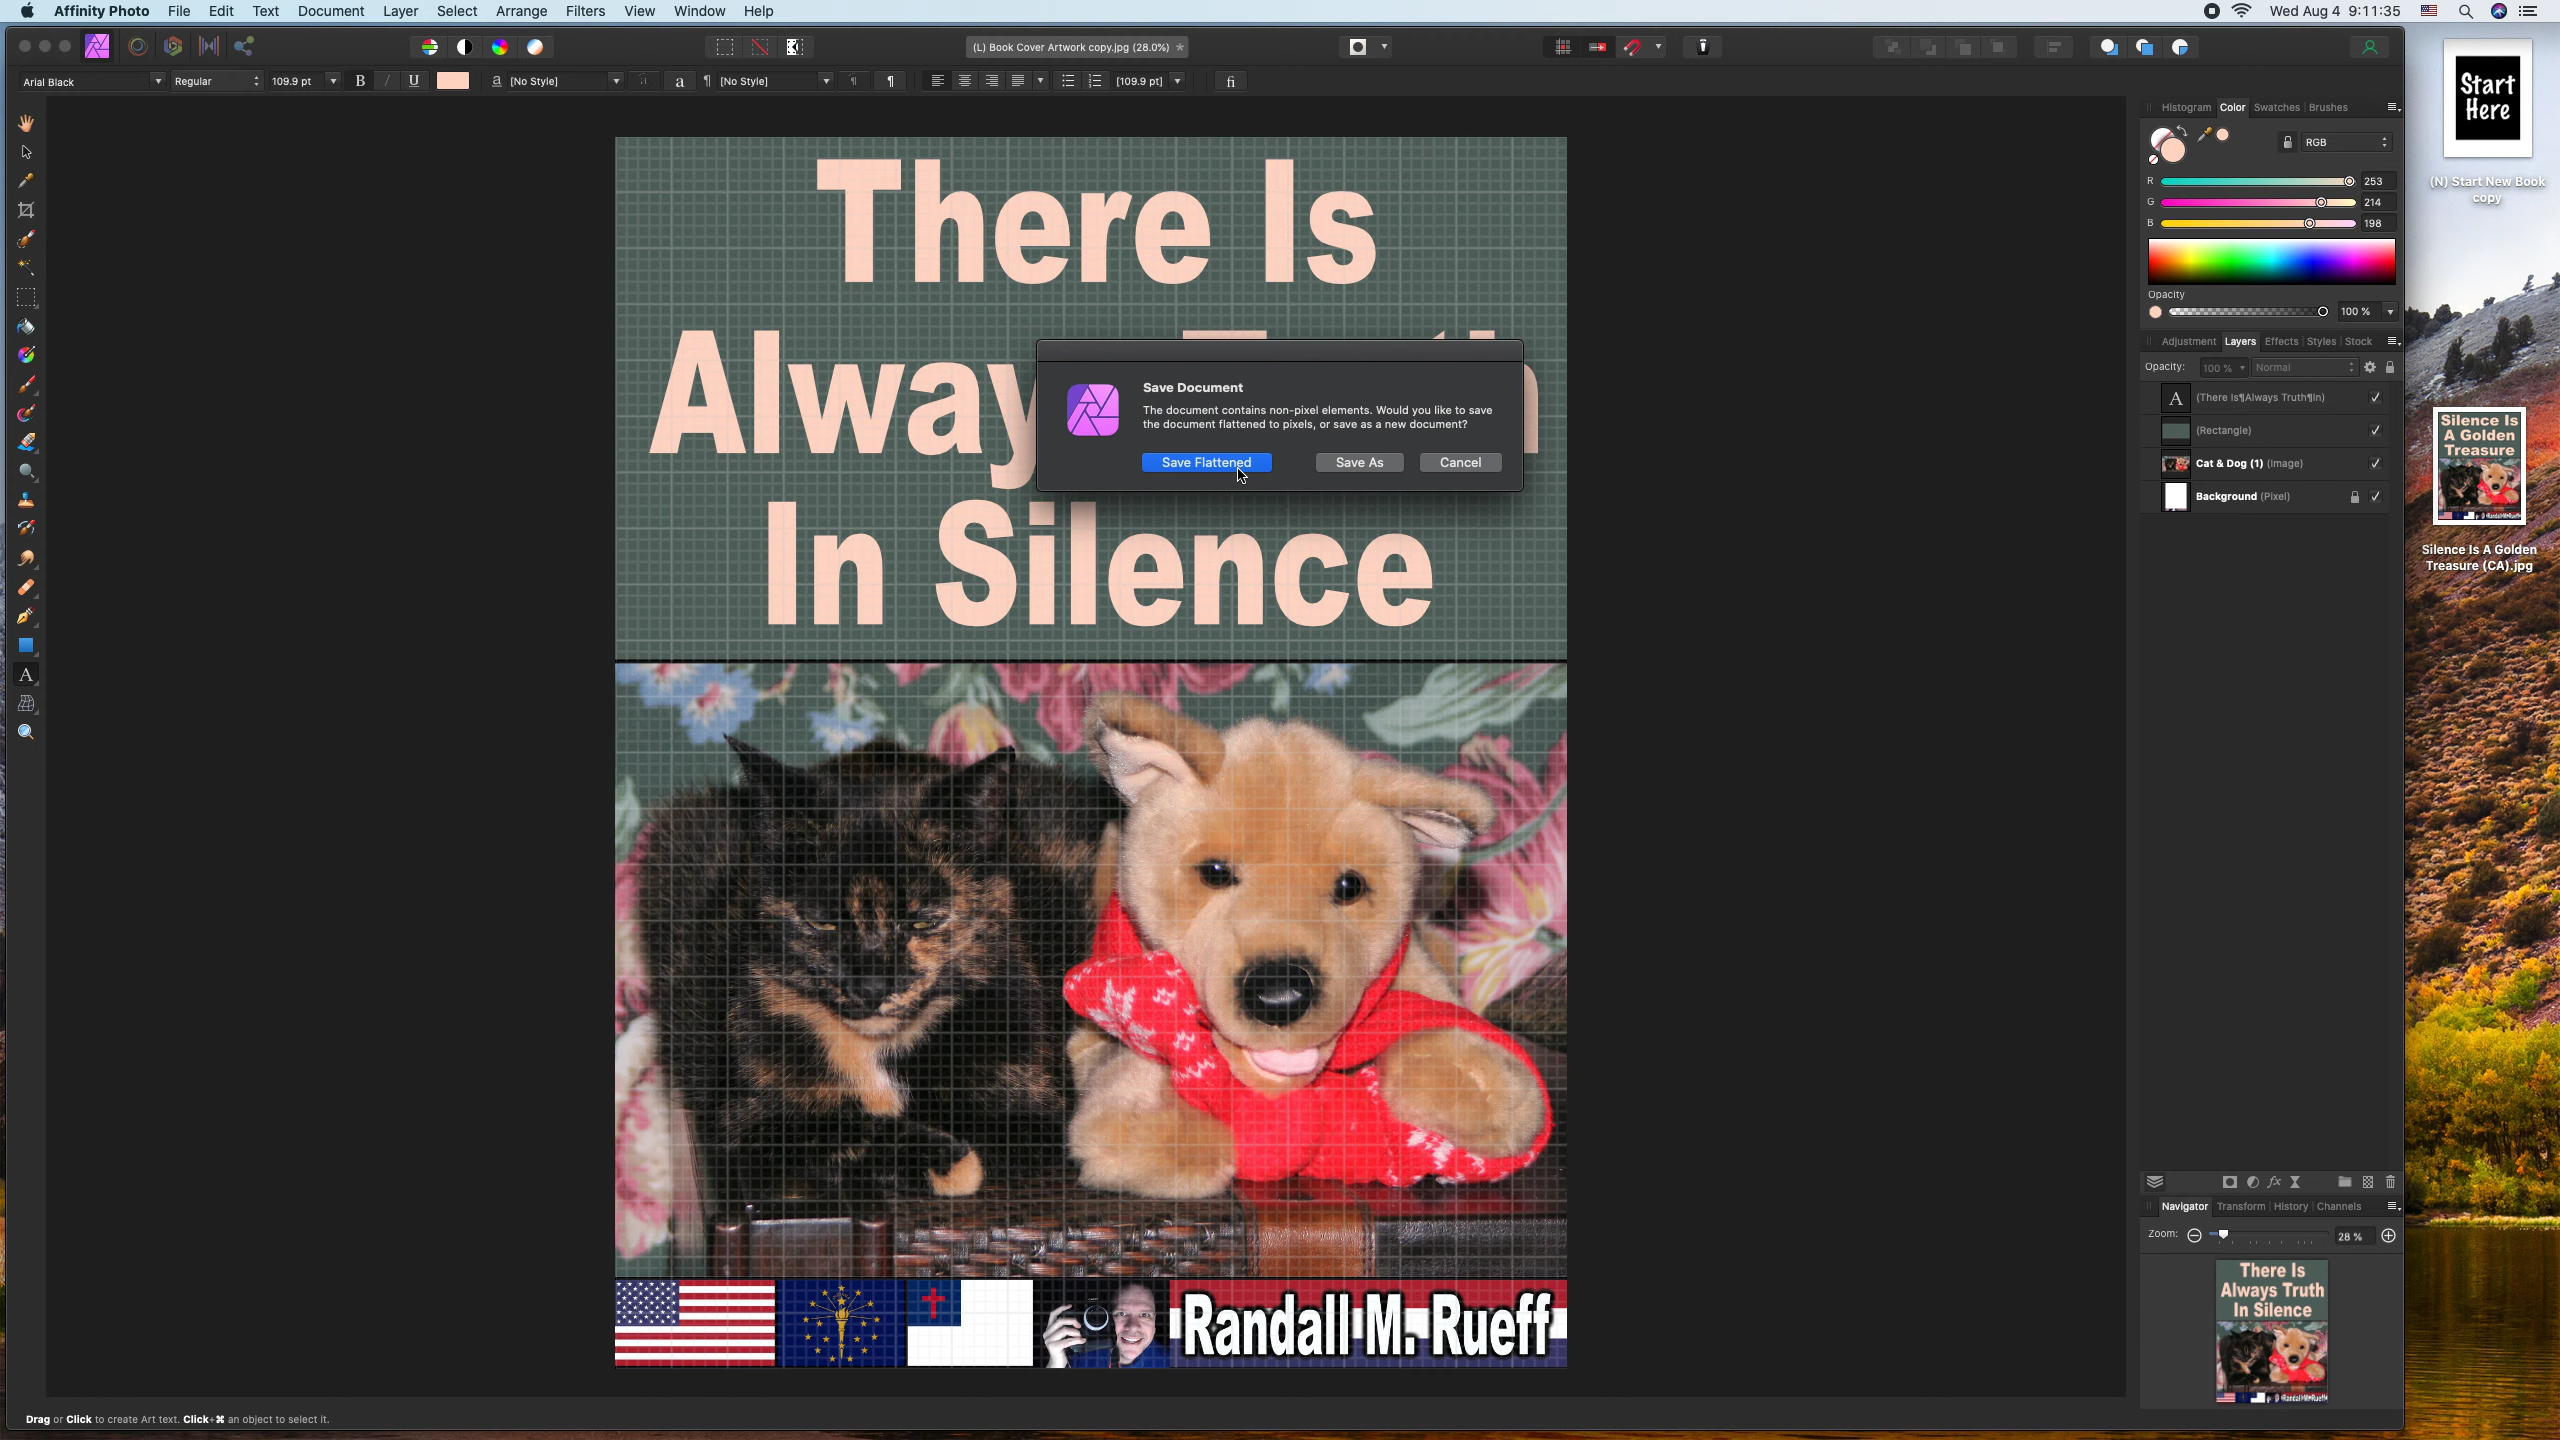 Affinity Photo File Edit Text Document Layer Select Arrange Filters View Window Help
Wed Aug 4 9:11:35
(L) Book Cover Artwork copy.jpg (28.0%)
Arial Black Regular 109.9 pt B I U a [No Style] a ¶ [No Style] ¶ [109.9 pt] fi
Histogram Color Swatches Brushes
RGB
R 253
G 214
B 198
Opacity
100 %
Adjustment Layers Effects Styles Stock
Opacity: 100 % Normal
A (There Is¶Always Truth¶In)
(Rectangle)
Cat & Dog (1) (Image)
Background (Pixel)
Navigator Transform History Channels
Zoom: 28 %
There Is
Always Truth
In Silence
Randall M. Rueff
There Is
Alway
In Silence
Save Document
The document contains non-pixel elements. Would you like to save
the document flattened to pixels, or save as a new document?
Save Flattened Save As Cancel
Randall M. Rueff
Drag or Click to create Art text. Click+⌘ an object to select it.
Start
Here
(N) Start New Book
copy
Silence Is
A Golden
Treasure
Randall M. Rueff
Silence Is A Golden
Treasure (CA).jpg